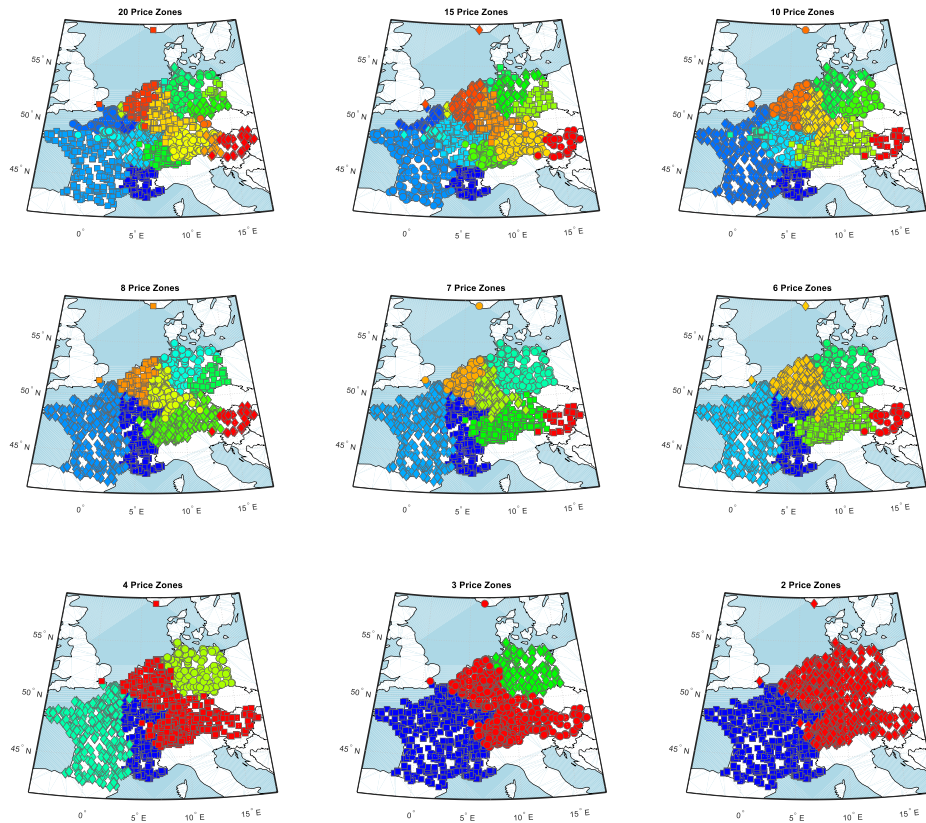 20 Price Zones
15 Price Zones
10 Price Zones
55° N
50° N
45° N
0°
5° E
10° E
15° E
55° N
50° N
45° N
0°
5° E
10° E
15° E
55° N
50° N
45° N
0°
5° E
10° E
15° E
8 Price Zones
7 Price Zones
6 Price Zones
55° N
50° N
45° N
0°
5° E
10° E
15° E
55° N
50° N
45° N
0°
5° E
10° E
15° E
55° N
50° N
45° N
0°
5° E
10° E
15° E
4 Price Zones
3 Price Zones
2 Price Zones
55° N
50° N
45° N
0°
5° E
10° E
15° E
55° N
50° N
45° N
0°
5° E
10° E
15° E
55° N
50° N
45° N
0°
5° E
10° E
15° E